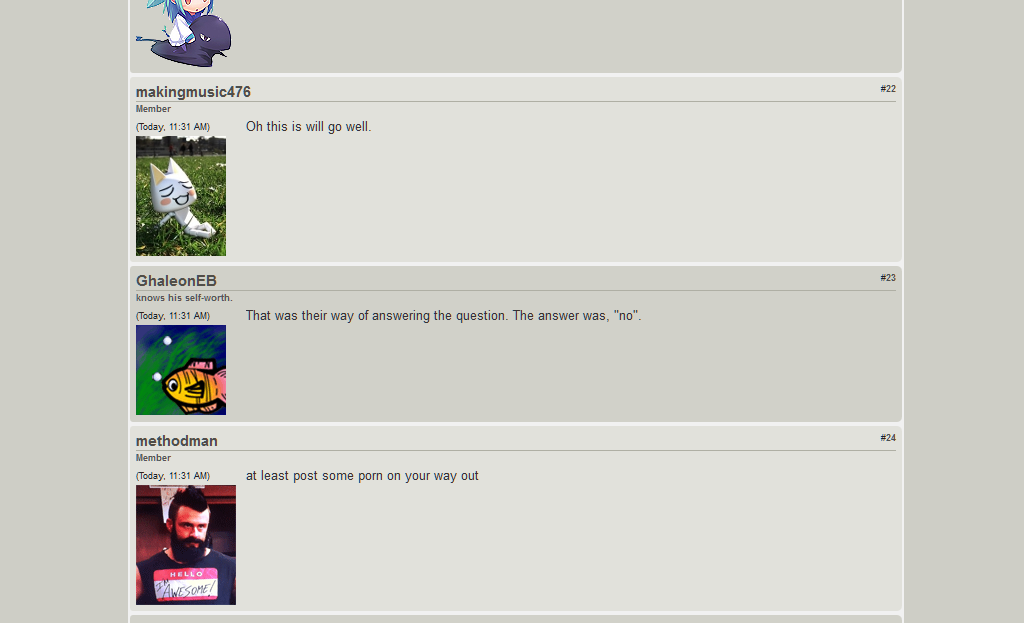 makingmusic476
#22
Member
(Today, 11:31 AM)
Oh this is will go well.
GhaleonEB
#23
knows his self-worth.
(Today, 11:31 AM)
That was their way of answering the question. The answer was, "no".
methodman
#24
Member
(Today, 11:31 AM)
at least post some porn on your way out
HELLO
I'M
AWESOME!